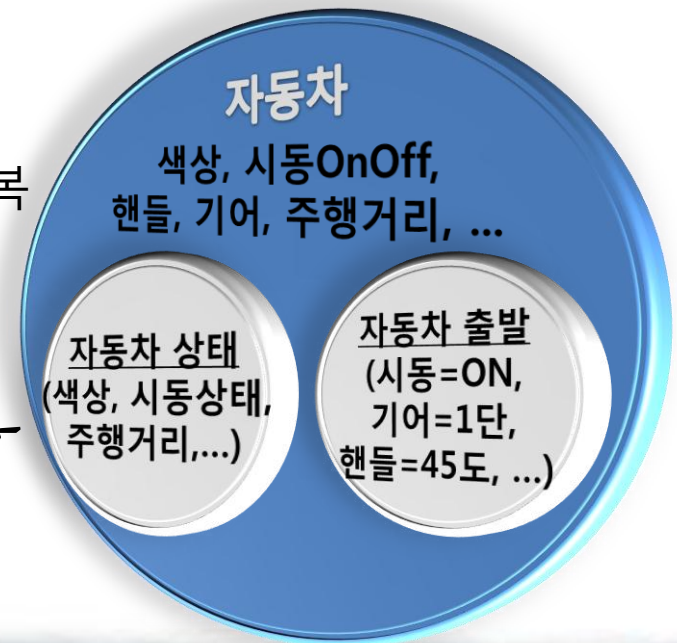 복
자동차
색상, 시동OnOff,
핸들, 기어, 주행거리, ...
자동차 상태
(색상, 시동상태,
주행거리,...)
자동차 출발
(시동=ON,
기어=1단,
핸들=45도, ...)